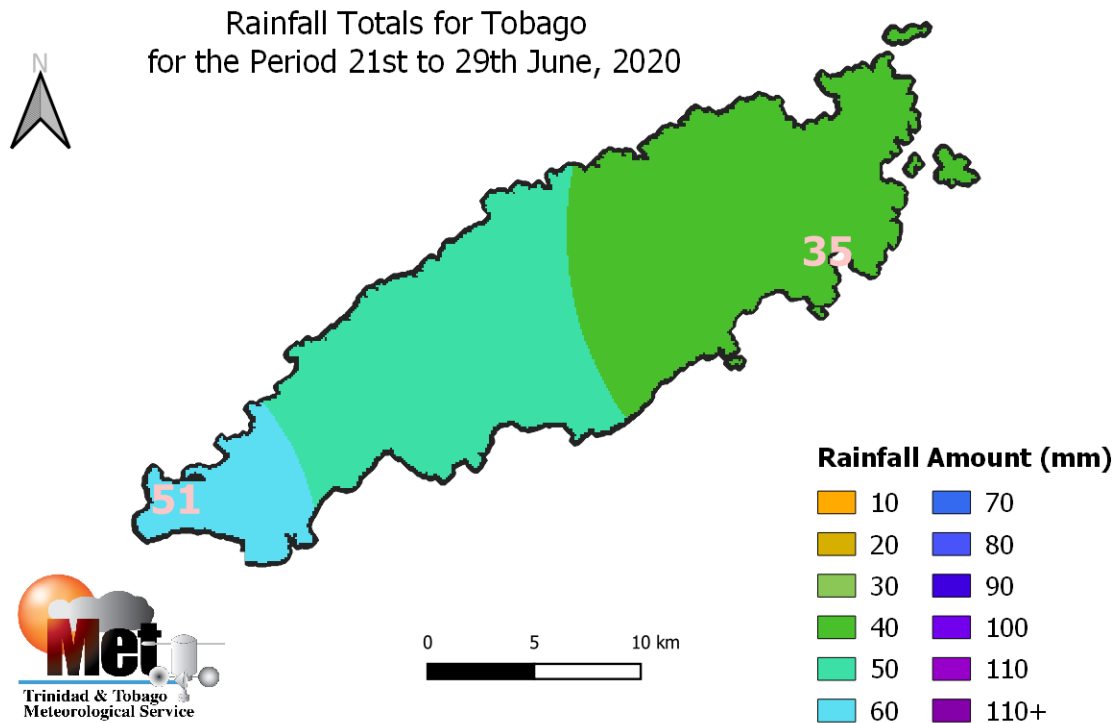 Rainfall Totals for Tobago
for the Period 21st to 29th June, 2020
N
35
51
Rainfall Amount (mm)
10 70
20 80
30 90
40 100
50 110
60 110+
0 5 10 km
Met
Trinidad & Tobago
Meteorological Service